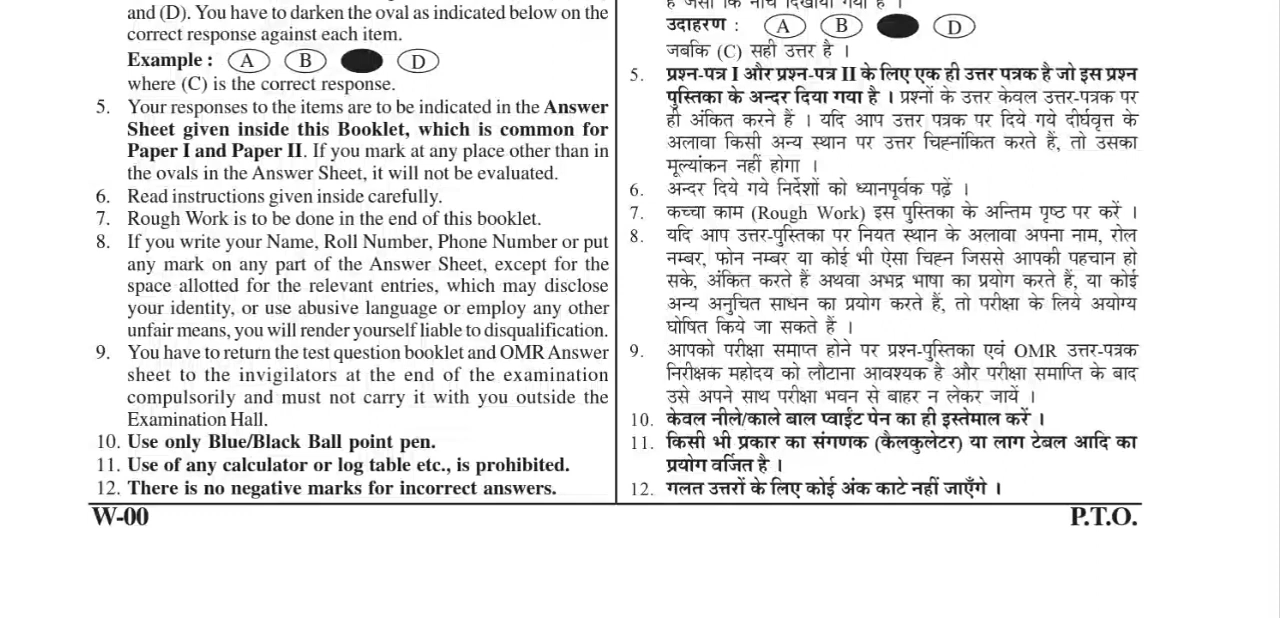 and (D). You have to darken the oval as indicated below on the
correct response against each item.
Example : A B D
where (C) is the correct response.
5. Your responses to the items are to be indicated in the Answer
Sheet given inside this Booklet, which is common for
Paper I and Paper II. If you mark at any place other than in
the ovals in the Answer Sheet, it will not be evaluated.
6. Read instructions given inside carefully.
7. Rough Work is to be done in the end of this booklet.
8. If you write your Name, Roll Number, Phone Number or put
any mark on any part of the Answer Sheet, except for the
space allotted for the relevant entries, which may disclose
your identity, or use abusive language or employ any other
unfair means, you will render yourself liable to disqualification.
9. You have to return the test question booklet and OMR Answer
sheet to the invigilators at the end of the examination
compulsorily and must not carry it with you outside the
Examination Hall.
10. Use only Blue/Black Ball point pen.
11. Use of any calculator or log table etc., is prohibited.
12. There is no negative marks for incorrect answers.
है जैसा कि नीचे दिखाया गया है ।
उदाहरण : A B D
जबकि (C) सही उत्तर है ।
5. प्रश्न-पत्र I और प्रश्न-पत्र II के लिए एक ही उत्तर पत्रक है जो इस प्रश्न
पुस्तिका के अन्दर दिया गया है । प्रश्नों के उत्तर केवल उत्तर-पत्रक पर
ही अंकित करने हैं । यदि आप उत्तर पत्रक पर दिये गये दीर्घवृत्त के
अलावा किसी अन्य स्थान पर उत्तर चिह्नांकित करते हैं, तो उसका
मूल्यांकन नहीं होगा ।
6. अन्दर दिये गये निर्देशों को ध्यानपूर्वक पढ़ें ।
7. कच्चा काम (Rough Work) इस पुस्तिका के अन्तिम पृष्ठ पर करें ।
8. यदि आप उत्तर-पुस्तिका पर नियत स्थान के अलावा अपना नाम, रोल
नम्बर, फोन नम्बर या कोई भी ऐसा चिह्न जिससे आपकी पहचान हो
सके, अंकित करते हैं अथवा अभद्र भाषा का प्रयोग करते हैं, या कोई
अन्य अनुचित साधन का प्रयोग करते हैं, तो परीक्षा के लिये अयोग्य
घोषित किये जा सकते हैं ।
9. आपको परीक्षा समाप्त होने पर प्रश्न-पुस्तिका एवं OMR उत्तर-पत्रक
निरीक्षक महोदय को लौटाना आवश्यक है और परीक्षा समाप्ति के बाद
उसे अपने साथ परीक्षा भवन से बाहर न लेकर जायें ।
10. केवल नीले/काले बाल प्वाईंट पेन का ही इस्तेमाल करें ।
11. किसी भी प्रकार का संगणक (कैलकुलेटर) या लाग टेबल आदि का
प्रयोग वर्जित है ।
12. गलत उत्तरों के लिए कोई अंक काटे नहीं जाएँगे ।
W-00
P.T.O.